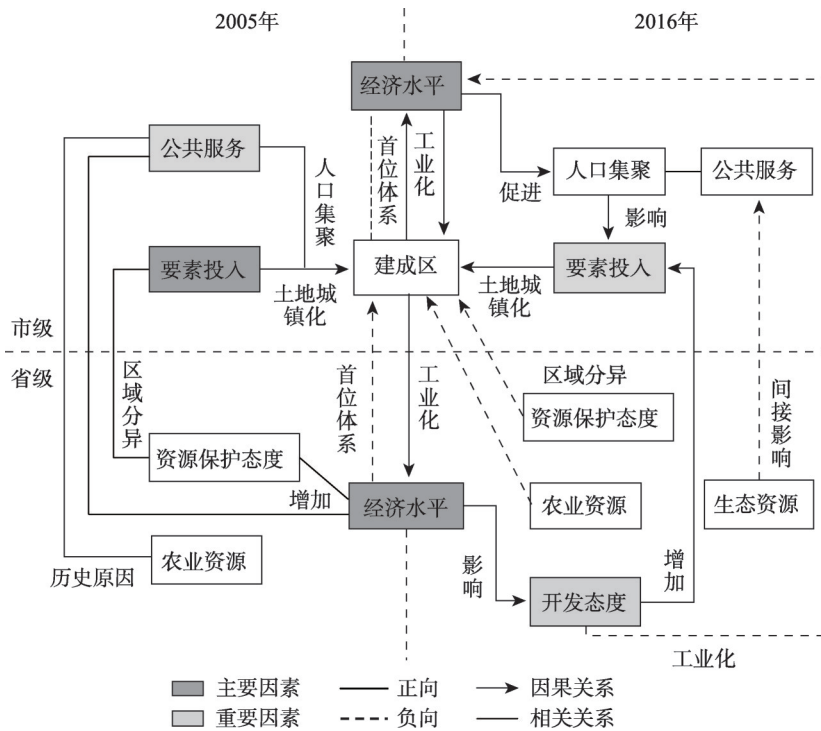 2005年
2016年
经济水平
公共服务
人口集聚
首位体系
工业化
促进
人口集聚
公共服务
影响
要素投入
土地城
镇化
建成区
土地城
镇化
要素投入
市级
省级
区域分异
首位体系
工业化
区域分异
资源保护态度
间接影响
资源保护态度
增加
经济水平
农业资源
生态资源
历史原因
农业资源
影响
开发态度
增加
工业化
主要因素
正向
因果关系
重要因素
负向
相关关系